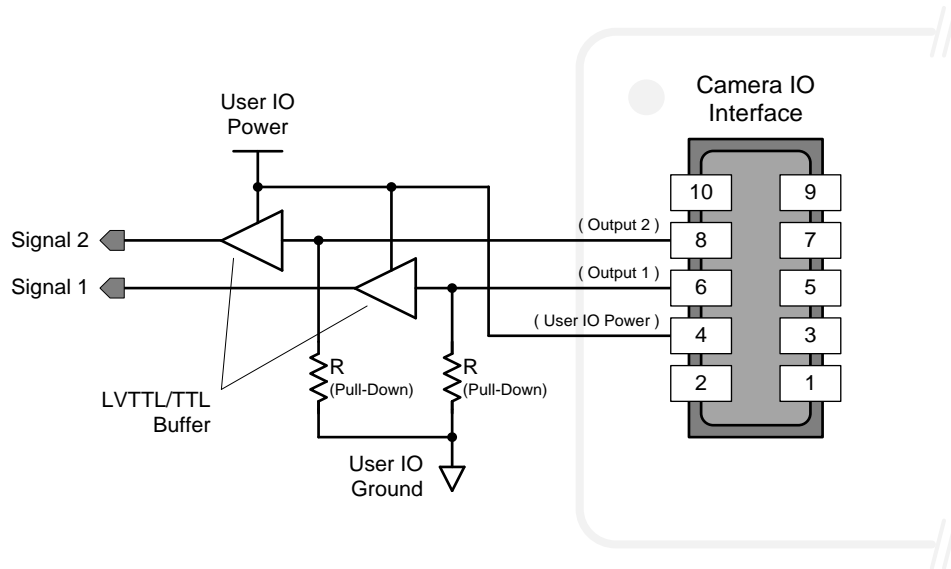 Camera IO
Interface
User IO
Power
10
9
( Output 2 )
Signal 2
8
7
( Output 1 )
Signal 1
6
5
( User IO Power )
4
3
R
(Pull-Down)
R
(Pull-Down)
2
1
LVTTL/TTL
Buffer
User IO
Ground